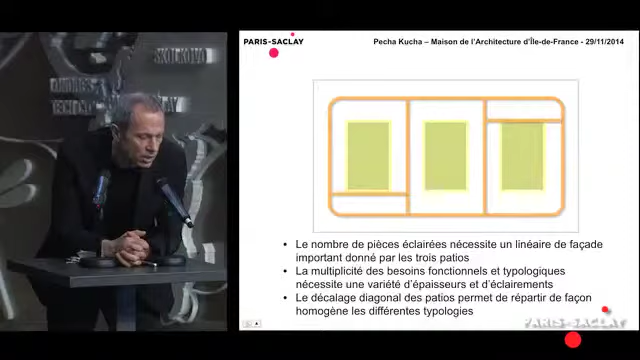 SKOLKOVO
PARIS-SACLAY
Pecha Kucha – Maison de l'Architecture d'Île-de-France - 29/11/2014
• Le nombre de pièces éclairées nécessite un linéaire de façade
important donné par les trois patios
• La multiplicité des besoins fonctionnels et typologiques
nécessite une variété d'épaisseurs et d'éclairements
• Le décalage diagonal des patios permet de répartir de façon
homogène les différentes typologies
PARIS-SACLAY